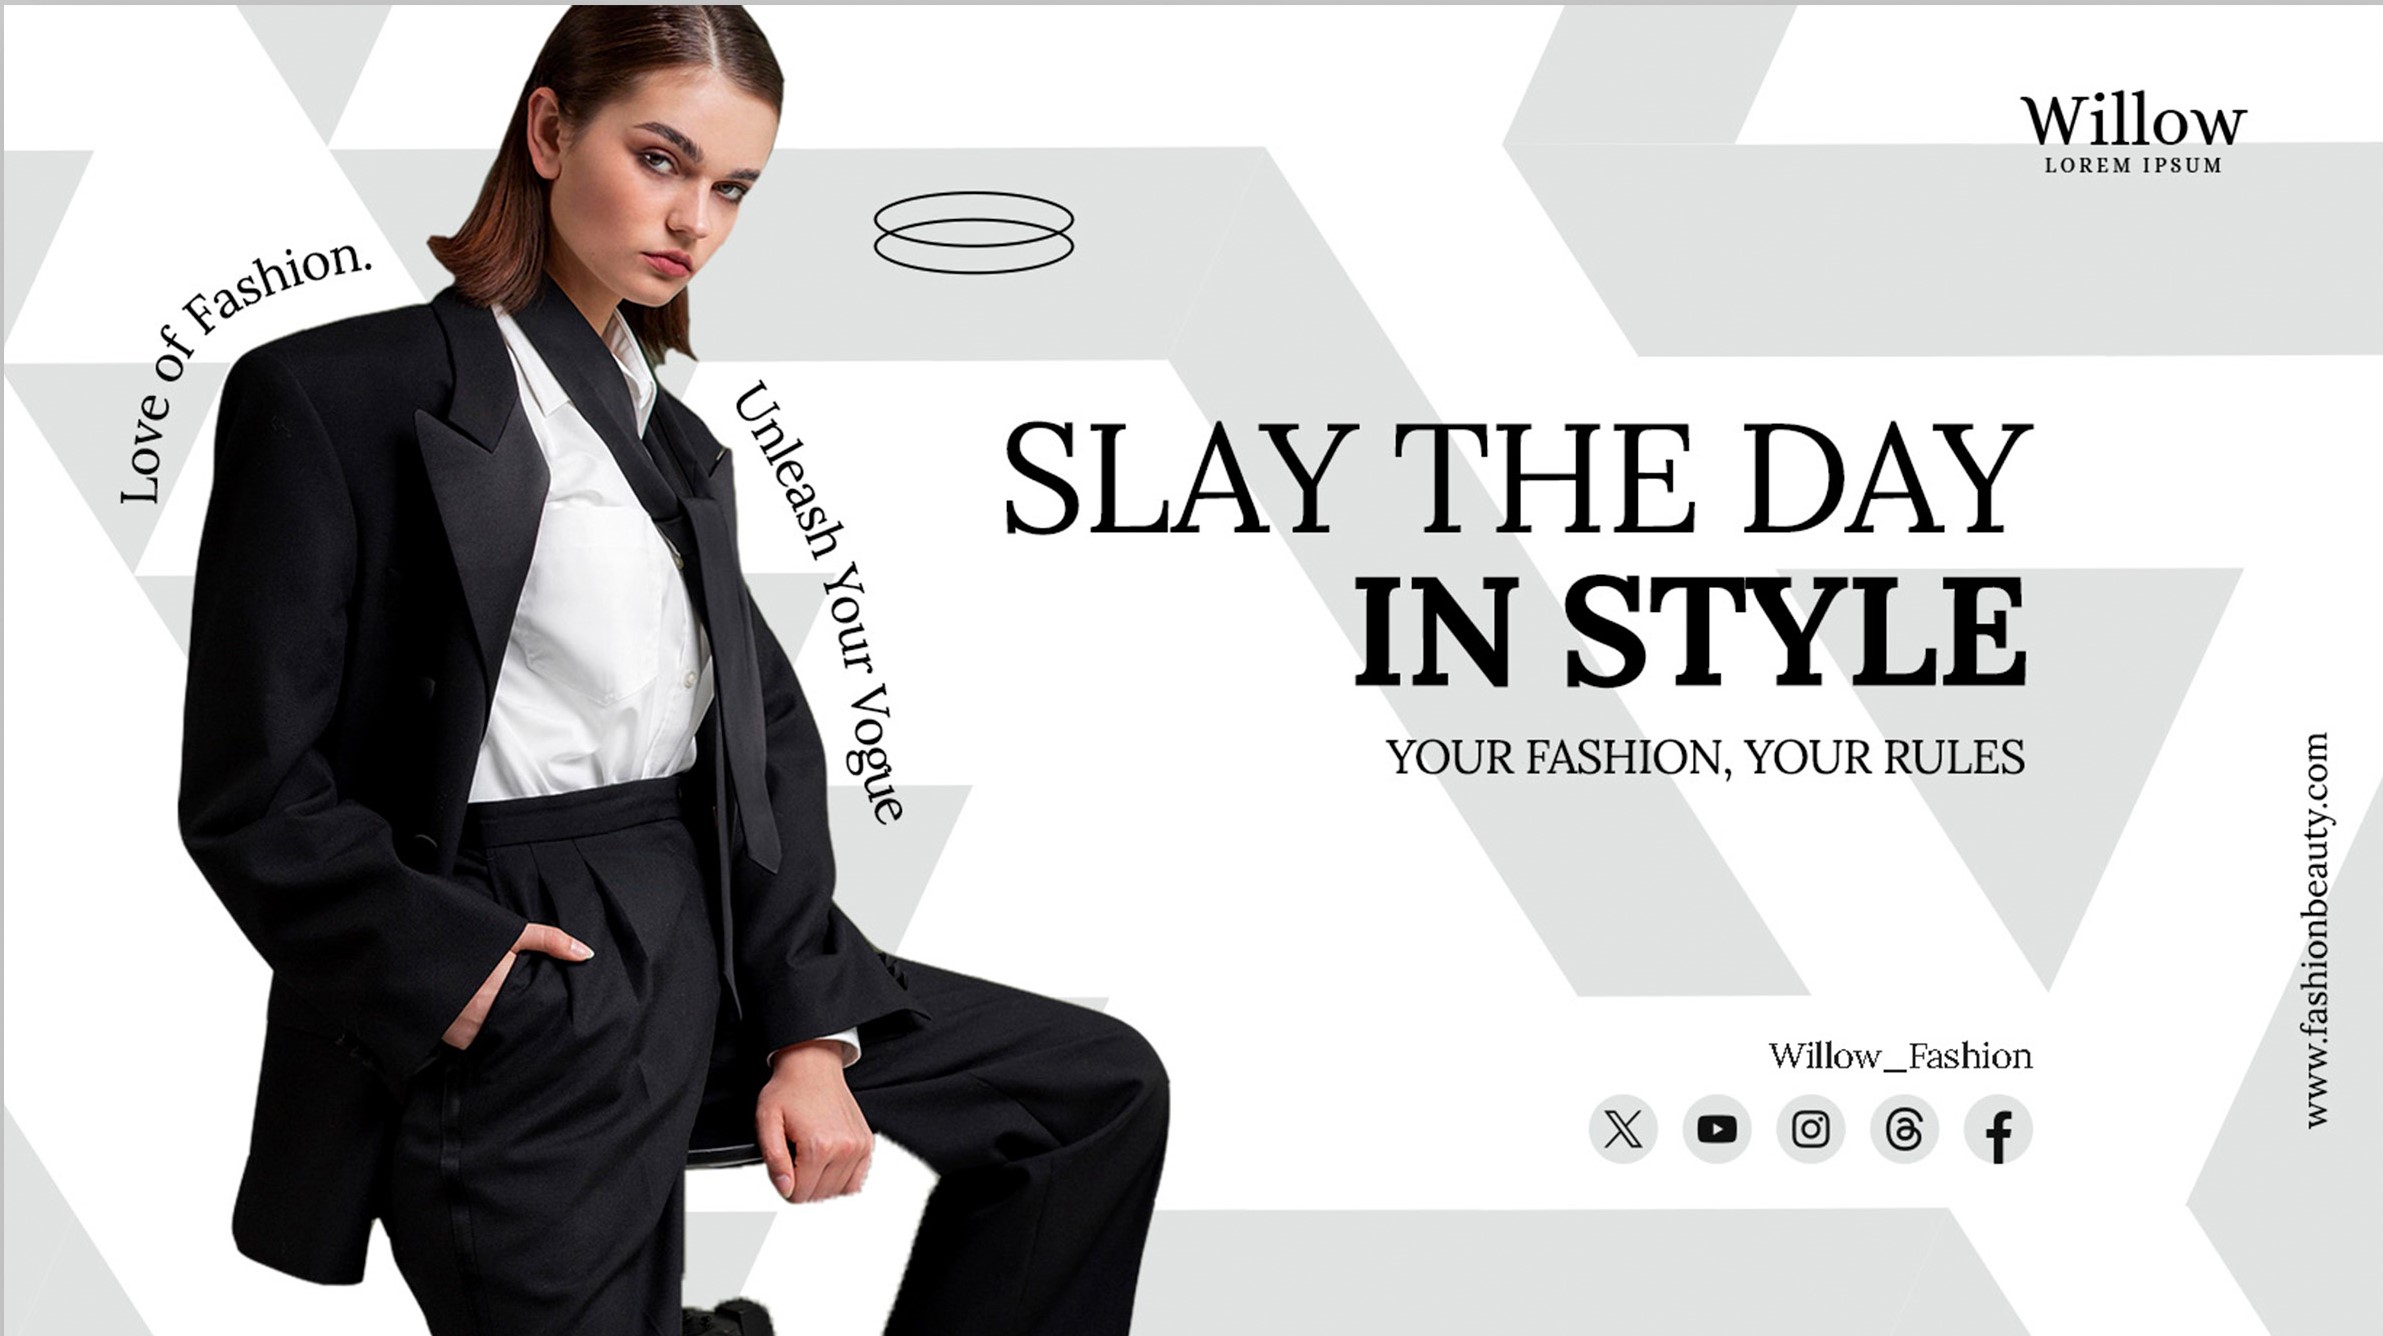 Willow
LOREM IPSUM
Love of Fashion.
Unleash Your Vogue
SLAY THE DAY
IN STYLE
YOUR FASHION, YOUR RULES
www.fashionbeauty.com
Willow_Fashion